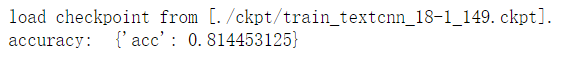 load checkpoint from [./ckpt/train_textcnn_18-1_149.ckpt].
accuracy:  {'acc': 0.814453125}